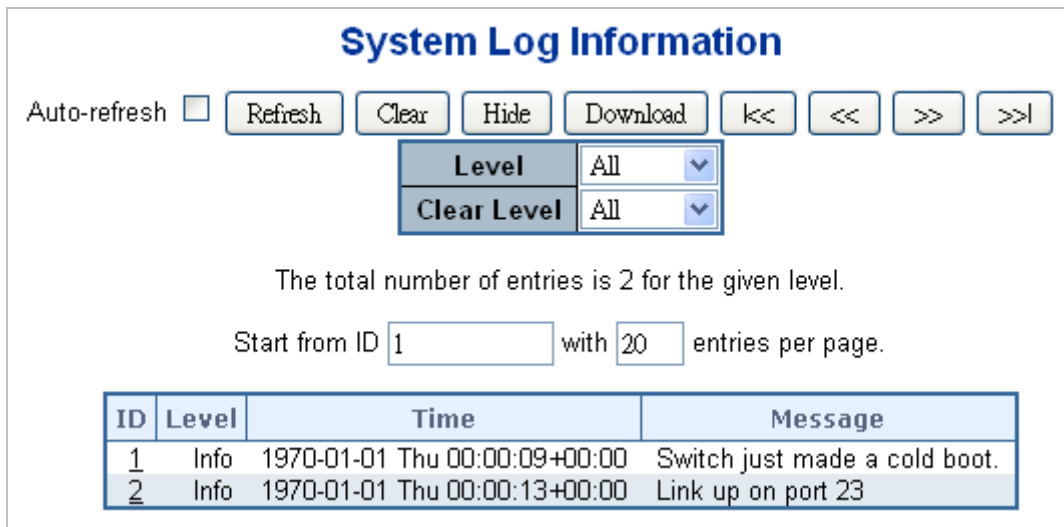 System Log Information
Auto-refresh Refresh Clear Hide Download |<< << >> >>|
Level All
Clear Level All
The total number of entries is 2 for the given level.
Start from ID 1 with 20 entries per page.
ID Level Time Message
1 Info 1970-01-01 Thu 00:00:09+00:00 Switch just made a cold boot.
2 Info 1970-01-01 Thu 00:00:13+00:00 Link up on port 23